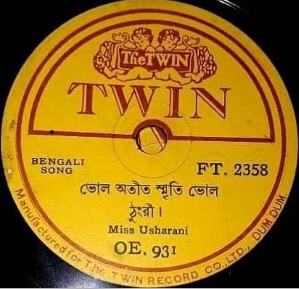 The TWIN
TWIN
BENGALI
SONG
FT. 2358
ভোল অতীত স্মৃতি ভোল
ঠুংরী।
Miss Usharani
OE. 931
Manufactured for The TWIN RECORD CO., LTD., DUM DUM